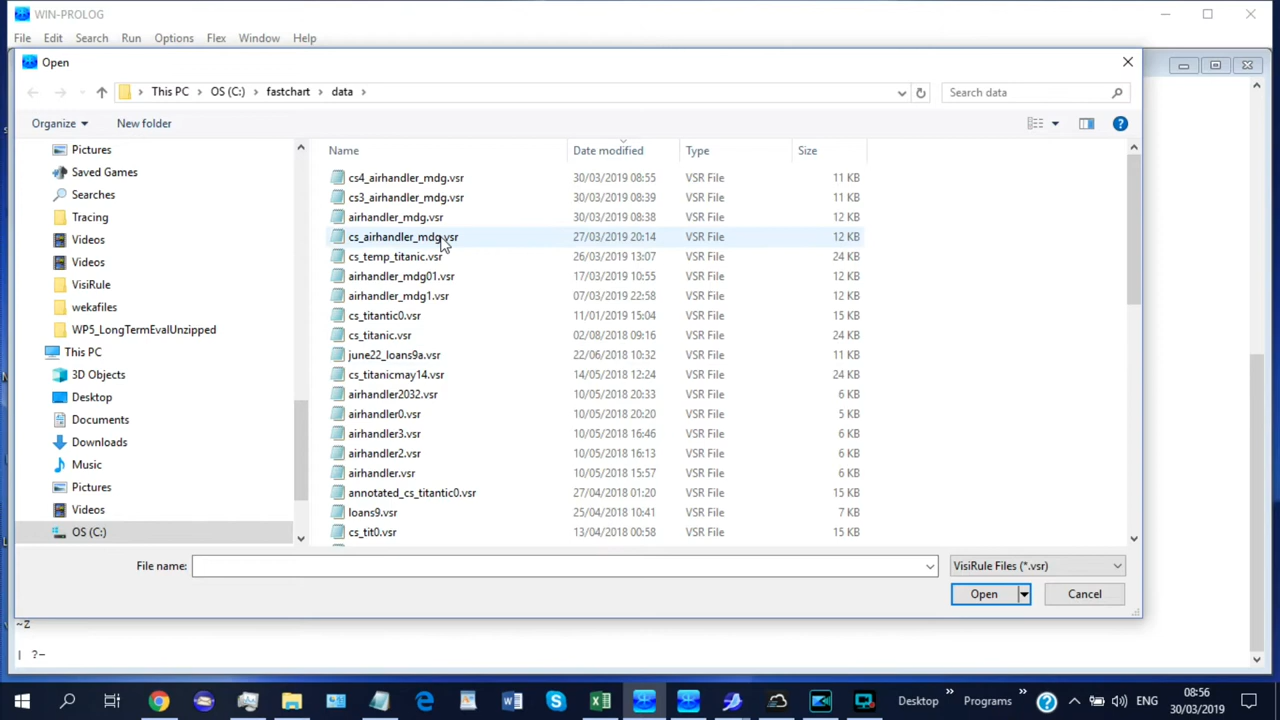 WIN-PROLOG
File Edit Search Run Options Flex Window Help
Open
This PC > OS (C:) > fastchart > data >
Search data
Organize
New folder
Name Date modified Type Size
Pictures
Saved Games
Searches
Tracing
Videos
Videos
VisiRule
wekafiles
WP5_LongTermEvalUnzipped
This PC
3D Objects
Desktop
Documents
Downloads
Music
Pictures
Videos
OS (C:)
cs4_airhandler_mdg.vsr 30/03/2019 08:55 VSR File 11 KB
cs3_airhandler_mdg.vsr 30/03/2019 08:39 VSR File 11 KB
airhandler_mdg.vsr 30/03/2019 08:38 VSR File 12 KB
cs_airhandler_mdg.vsr 27/03/2019 20:14 VSR File 12 KB
cs_temp_titanic.vsr 26/03/2019 13:07 VSR File 24 KB
airhandler_mdg01.vsr 17/03/2019 10:55 VSR File 12 KB
airhandler_mdg1.vsr 07/03/2019 22:58 VSR File 12 KB
cs_titantic0.vsr 11/01/2019 15:04 VSR File 15 KB
cs_titanic.vsr 02/08/2018 09:16 VSR File 24 KB
june22_loans9a.vsr 22/06/2018 10:32 VSR File 11 KB
cs_titanicmay14.vsr 14/05/2018 12:24 VSR File 24 KB
airhandler2032.vsr 10/05/2018 20:33 VSR File 6 KB
airhandler0.vsr 10/05/2018 20:20 VSR File 5 KB
airhandler3.vsr 10/05/2018 16:46 VSR File 6 KB
airhandler2.vsr 10/05/2018 16:13 VSR File 6 KB
airhandler.vsr 10/05/2018 15:57 VSR File 6 KB
annotated_cs_titantic0.vsr 27/04/2018 01:20 VSR File 15 KB
loans9.vsr 25/04/2018 10:41 VSR File 7 KB
cs_tit0.vsr 13/04/2018 00:58 VSR File 15 KB
File name:
VisiRule Files (*.vsr)
Open
Cancel
~Z
| ?-
Desktop
Programs
ENG
08:56
30/03/2019